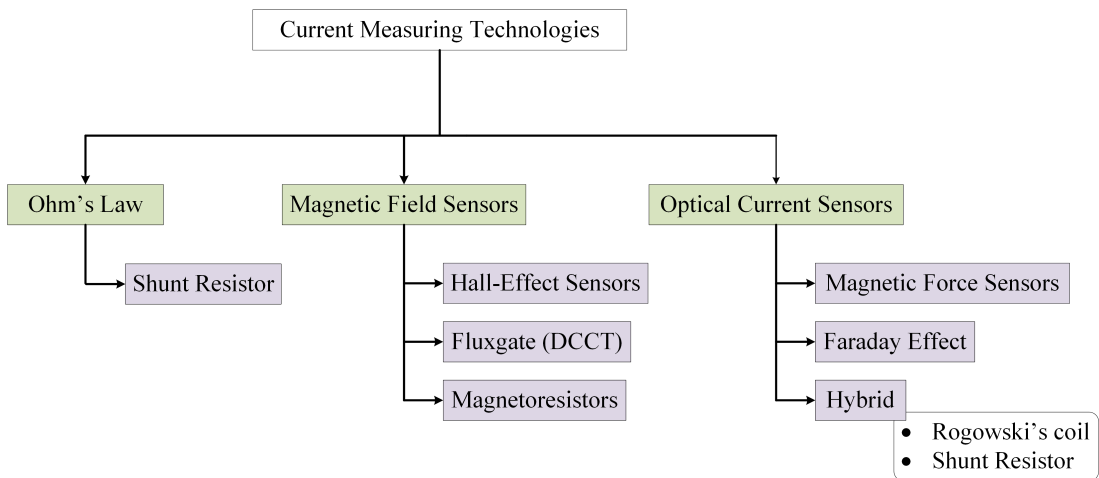 Current Measuring Technologies
Ohm's Law
Magnetic Field Sensors
Optical Current Sensors
Shunt Resistor
Hall-Effect Sensors
Fluxgate (DCCT)
Magnetoresistors
Magnetic Force Sensors
Faraday Effect
Hybrid
• Rogowski's coil
• Shunt Resistor